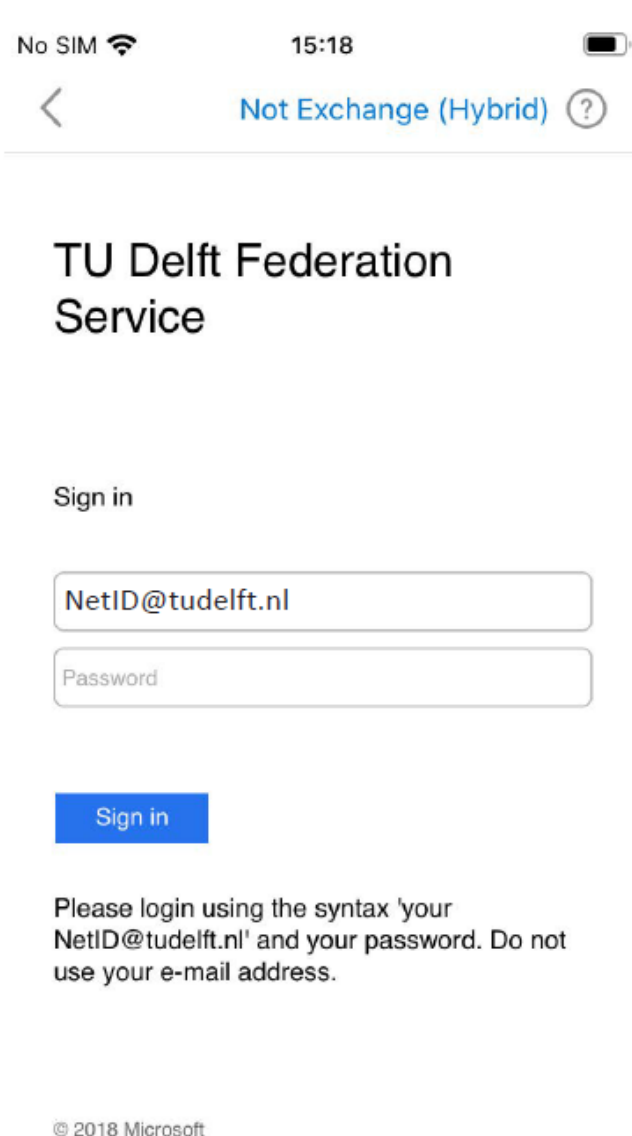 No SIM 15:18
Not Exchange (Hybrid) ?
TU Delft Federation
Service
Sign in
NetID@tudelft.nl
Password
Sign in
Please login using the syntax 'your
NetID@tudelft.nl' and your password. Do not
use your e-mail address.
© 2018 Microsoft